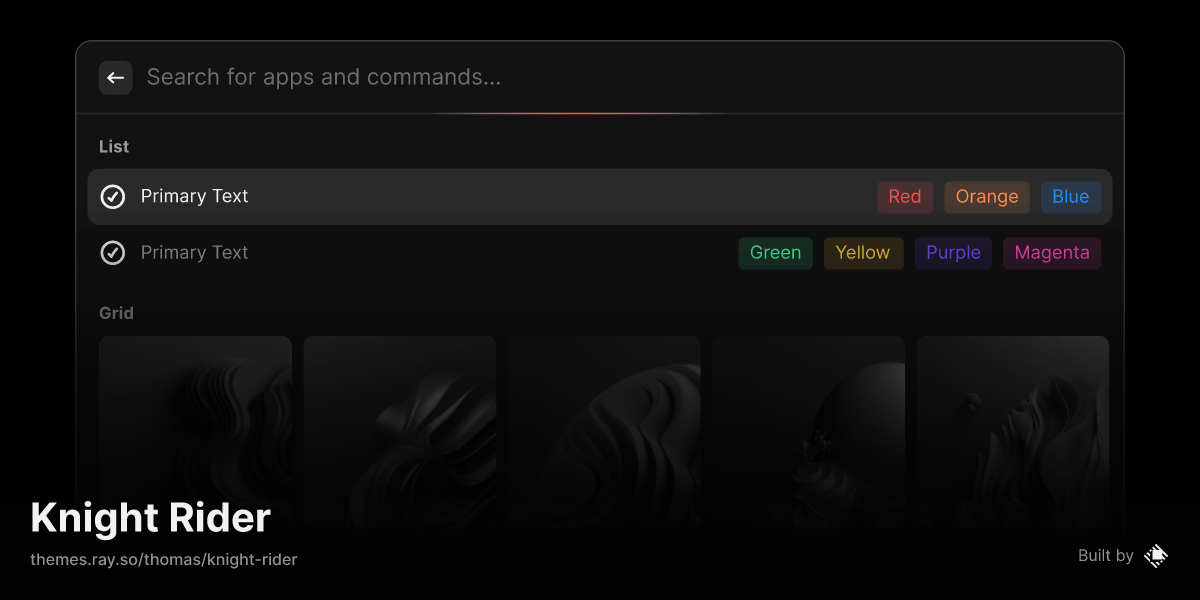 Search for apps and commands...
List
Primary Text Red Orange Blue
Primary Text Green Yellow Purple Magenta
Grid
Knight Rider
themes.ray.so/thomas/knight-rider
Built by